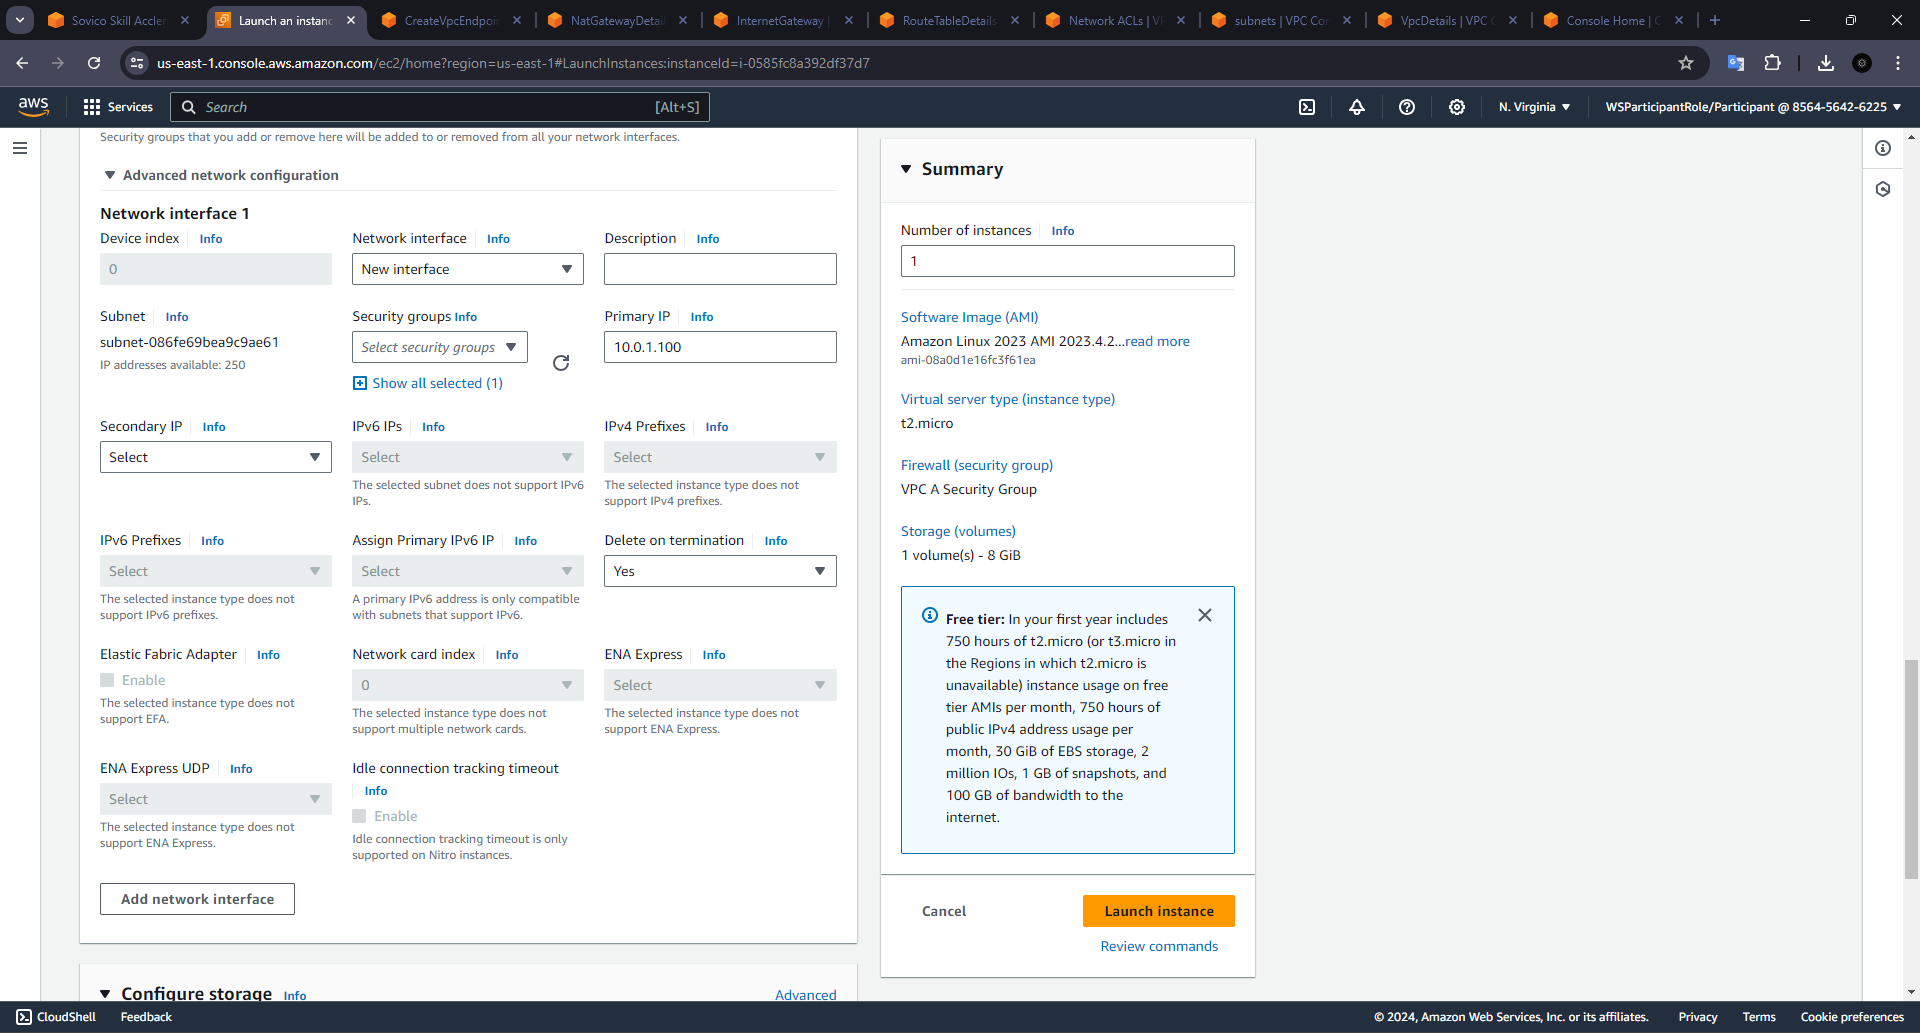 Sovico Skill Accler
Launch an instanc
CreateVpcEndpoin
NatGatewayDetail
InternetGateway |
RouteTableDetails
Network ACLs | VP
subnets | VPC Con
VpcDetails | VPC C
Console Home | C
us-east-1.console.aws.amazon.com/ec2/home?region=us-east-1#LaunchInstances:instanceId=i-0585fc8a392df37d7
aws
Services
Search
[Alt+S]
N. Virginia
WSParticipantRole/Participant @ 8564-5642-6225
Security groups that you add or remove here will be added to or removed from all your network interfaces.
Advanced network configuration
Network interface 1
Device index Info
0
Network interface Info
New interface
Description Info
Subnet Info
subnet-086fe69bea9c9ae61
IP addresses available: 250
Security groups Info
Select security groups
Show all selected (1)
Primary IP Info
10.0.1.100
Secondary IP Info
Select
IPv6 IPs Info
Select
The selected subnet does not support IPv6
IPs.
IPv4 Prefixes Info
Select
The selected instance type does not
support IPv4 prefixes.
IPv6 Prefixes Info
Select
The selected instance type does not
support IPv6 prefixes.
Assign Primary IPv6 IP Info
Select
A primary IPv6 address is only compatible
with subnets that support IPv6.
Delete on termination Info
Yes
Elastic Fabric Adapter Info
Enable
The selected instance type does not
support EFA.
Network card index Info
0
The selected instance type does not
support multiple network cards.
ENA Express Info
Select
The selected instance type does not
support ENA Express.
ENA Express UDP Info
Select
The selected instance type does not
support ENA Express.
Idle connection tracking timeout
Info
Enable
Idle connection tracking timeout is only
supported on Nitro instances.
Add network interface
Configure storage Info
Advanced
Summary
Number of instances Info
1
Software Image (AMI)
Amazon Linux 2023 AMI 2023.4.2...read more
ami-08a0d1e16fc3f61ea
Virtual server type (instance type)
t2.micro
Firewall (security group)
VPC A Security Group
Storage (volumes)
1 volume(s) - 8 GiB
Free tier: In your first year includes
750 hours of t2.micro (or t3.micro in
the Regions in which t2.micro is
unavailable) instance usage on free
tier AMIs per month, 750 hours of
public IPv4 address usage per
month, 30 GiB of EBS storage, 2
million IOs, 1 GB of snapshots, and
100 GB of bandwidth to the
internet.
Cancel
Launch instance
Review commands
CloudShell
Feedback
© 2024, Amazon Web Services, Inc. or its affiliates.
Privacy
Terms
Cookie preferences